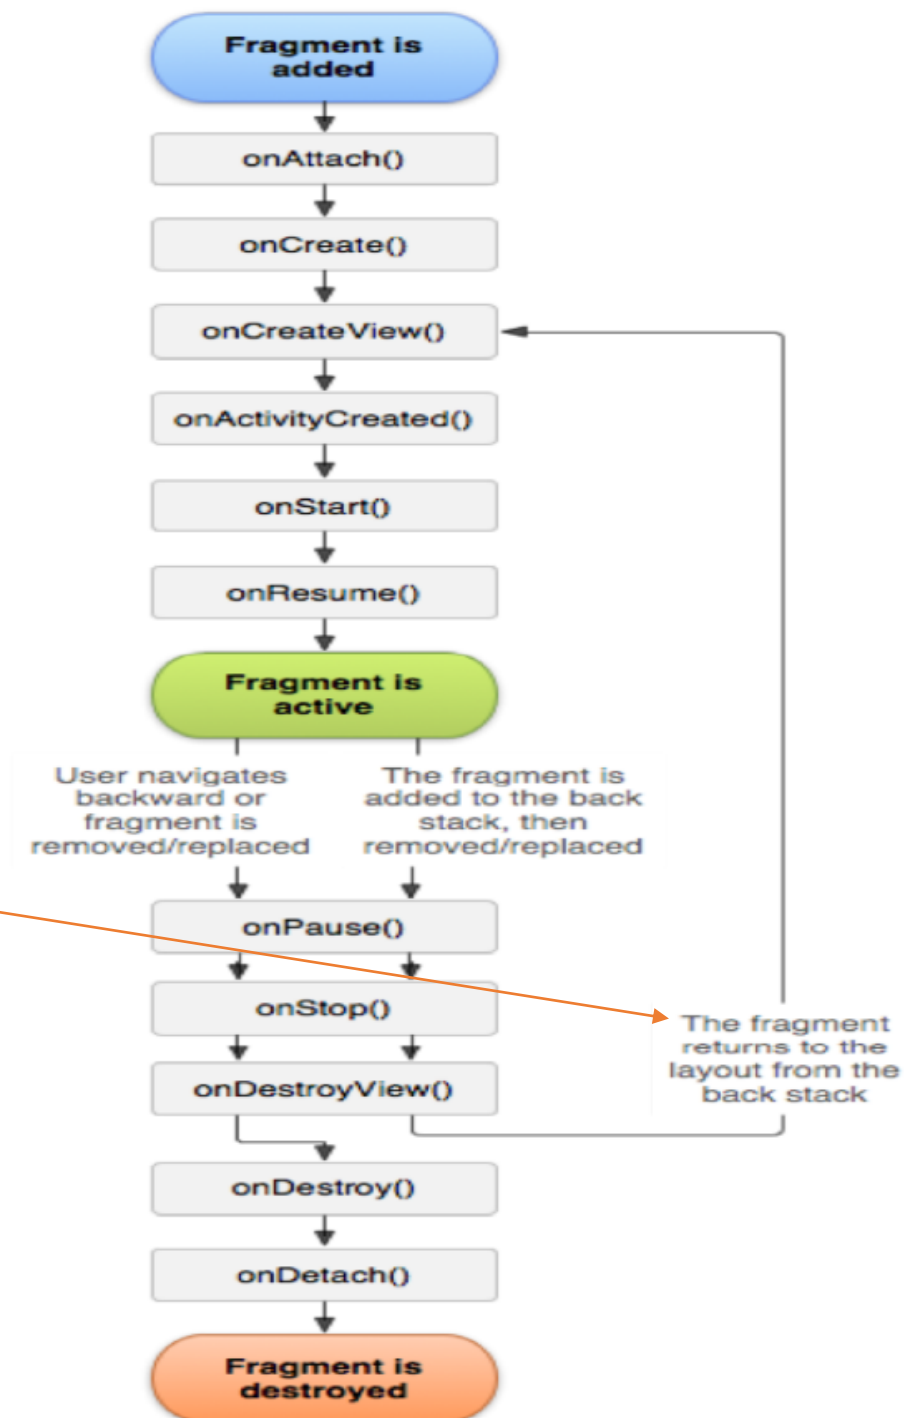 Fragment is
added
onAttach()
onCreate()
onCreateView()
onActivityCreated()
onStart()
onResume()
Fragment is
active
User navigates
backward or
fragment is
removed/replaced
The fragment is
added to the back
stack, then
removed/replaced
onPause()
onStop()
The fragment
returns to the
layout from the
back stack
onDestroyView()
onDestroy()
onDetach()
Fragment is
destroyed